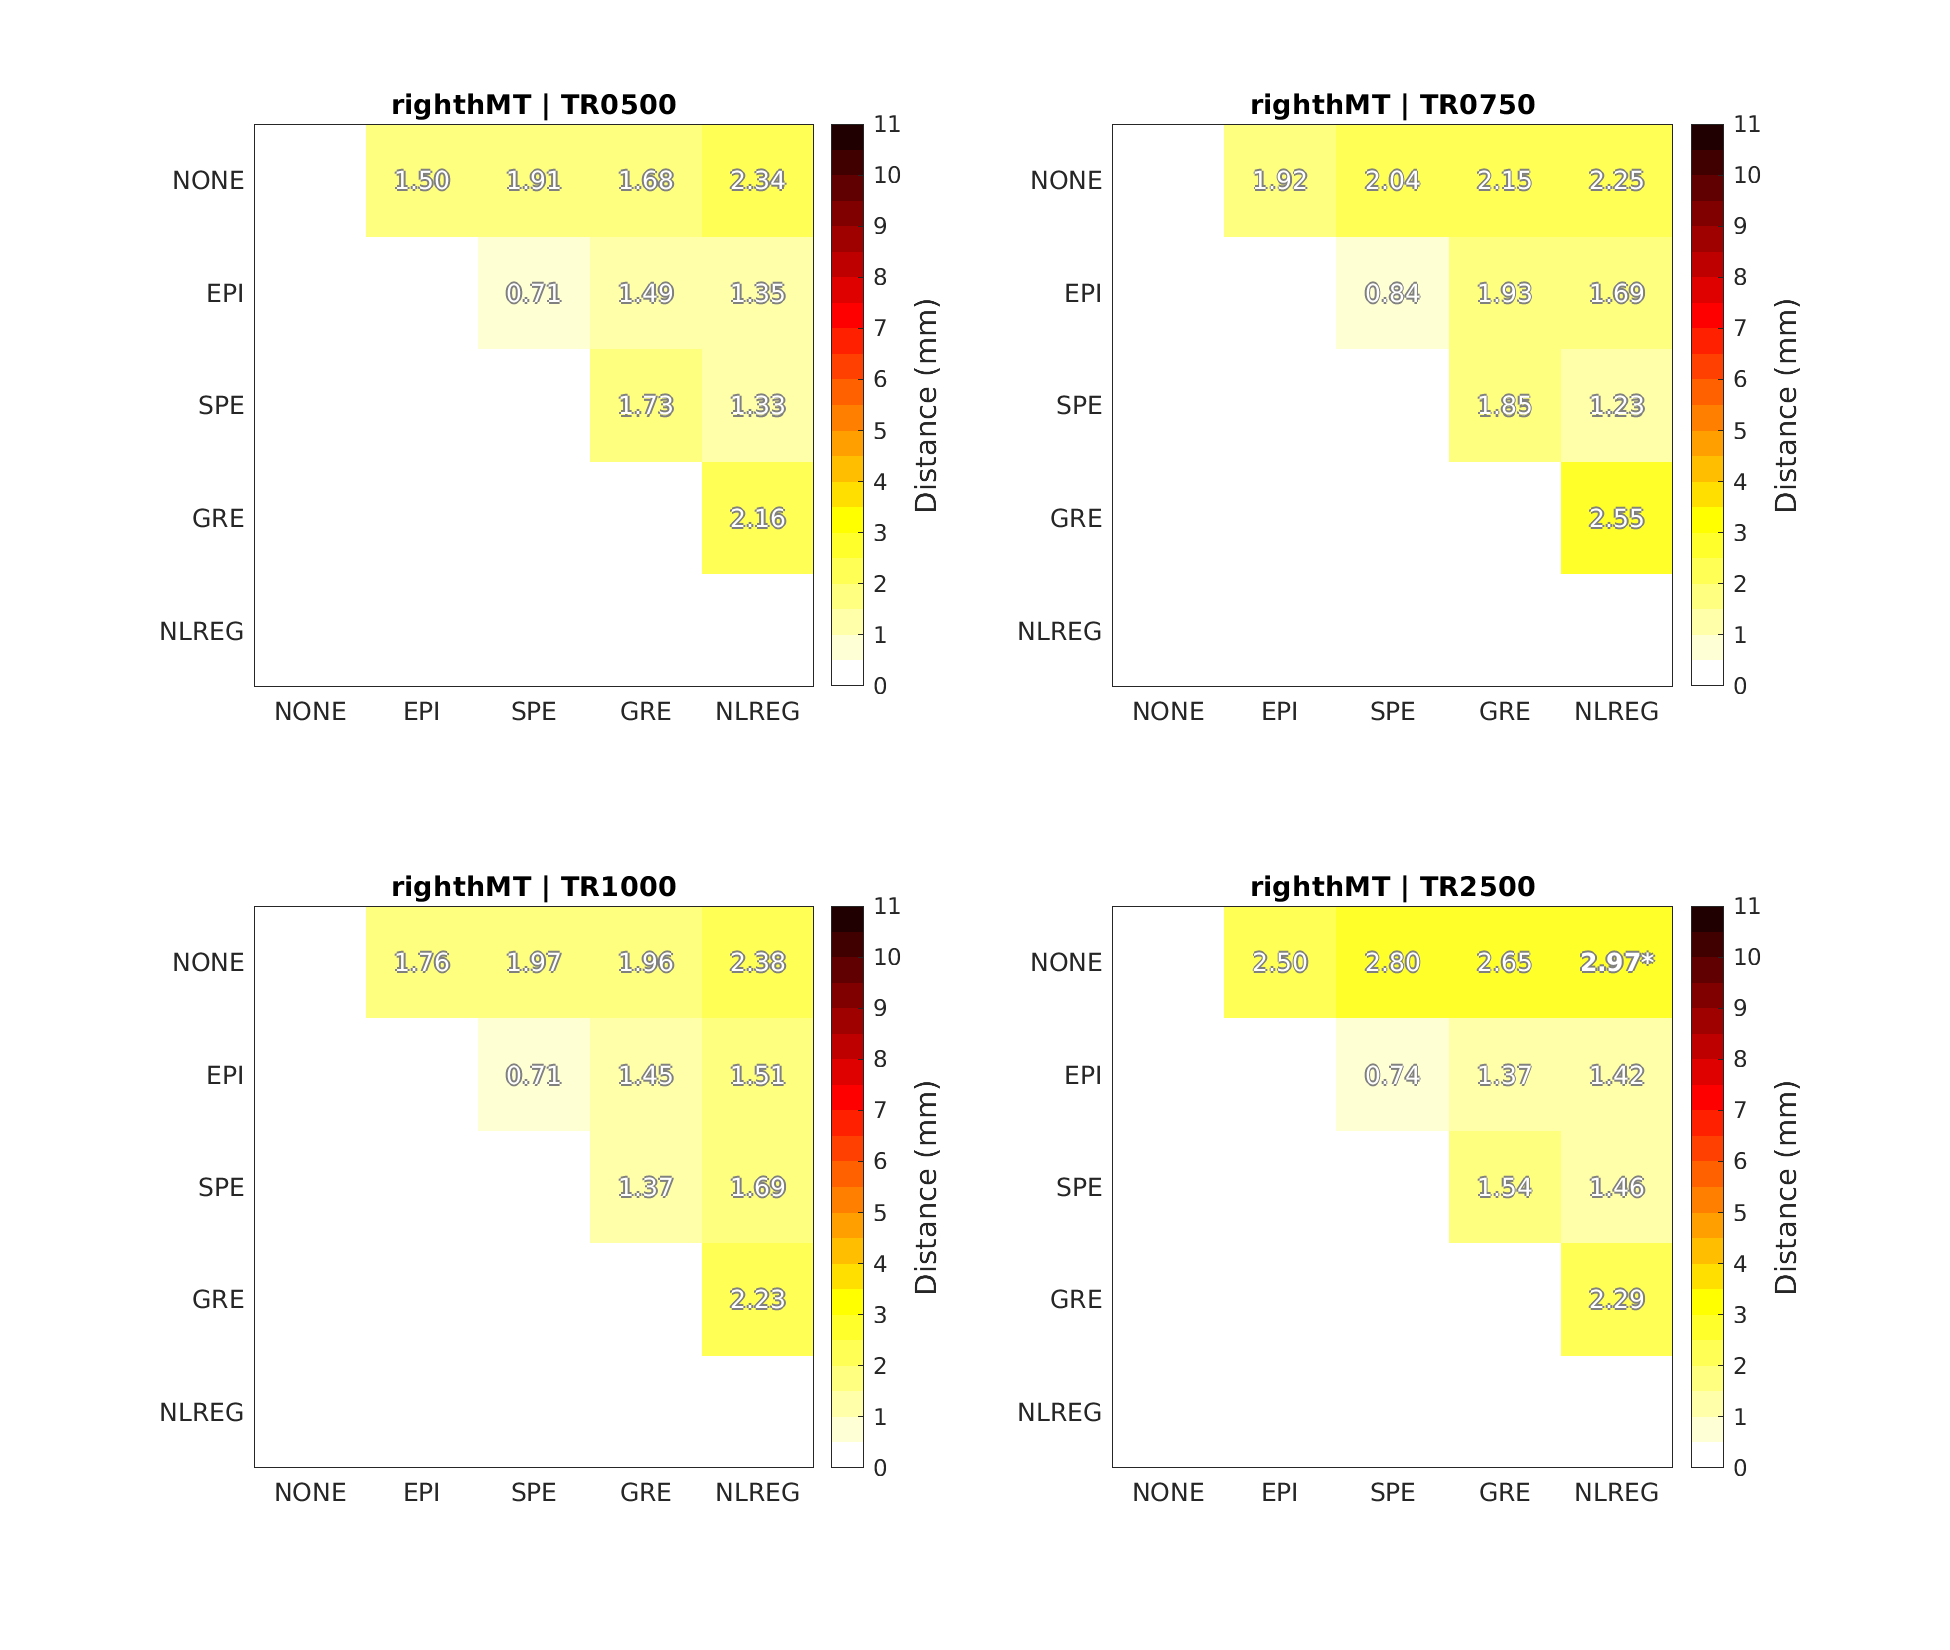 righthMT | TR0500
NONE 1.50 1.91 1.68 2.34
EPI 0.71 1.49 1.35
SPE 1.73 1.33
GRE 2.16
NLREG
NONE EPI SPE GRE NLREG
11
10
9
8
7
6
5
4
3
2
1
0
Distance (mm)
righthMT | TR0750
NONE 1.92 2.04 2.15 2.25
EPI 0.84 1.93 1.69
SPE 1.85 1.23
GRE 2.55
NLREG
NONE EPI SPE GRE NLREG
11
10
9
8
7
6
5
4
3
2
1
0
Distance (mm)
righthMT | TR1000
NONE 1.76 1.97 1.96 2.38
EPI 0.71 1.45 1.51
SPE 1.37 1.69
GRE 2.23
NLREG
NONE EPI SPE GRE NLREG
11
10
9
8
7
6
5
4
3
2
1
0
Distance (mm)
righthMT | TR2500
NONE 2.50 2.80 2.65 2.97*
EPI 0.74 1.37 1.42
SPE 1.54 1.46
GRE 2.29
NLREG
NONE EPI SPE GRE NLREG
11
10
9
8
7
6
5
4
3
2
1
0
Distance (mm)